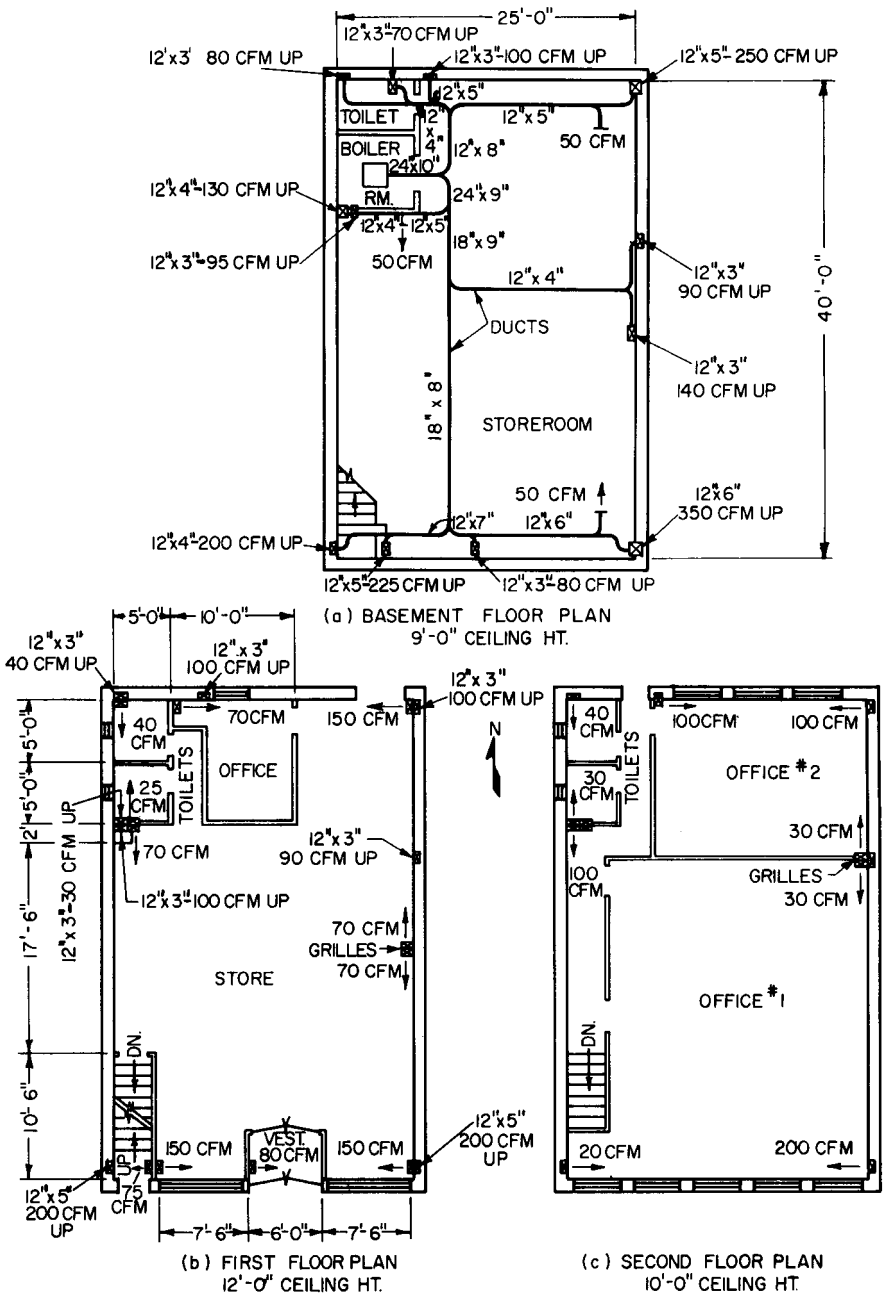 25'-0"
12"x3"-70 CFM UP
12'x3' 80 CFM UP
12"x3"-100 CFM UP
12"x5"-250 CFM UP
12"x5"
TOILET
12"
x
4"
12"x5"
50 CFM
BOILER
12"x8"
24"x10"
RM.
24"x9"
12"x4"-130 CFM UP
12"x4"
12"x5"
18"x9"
12"x3"-95 CFM UP
50 CFM
12"x3"
90 CFM UP
12"x4"
40'-0"
DUCTS
12"x3"
140 CFM UP
18" x 8"
STOREROOM
50 CFM
12"x6"
350 CFM UP
12"x7"
12"x6"
12"x4"-200 CFM UP
12"x5"-225 CFM UP
12"x3"-80 CFM UP
(a) BASEMENT FLOOR PLAN
9'-0" CEILING HT.
5'-0"
10'-0"
12"x3"
40 CFM UP
12"x3"
100 CFM UP
12"x 3"
100 CFM UP
70CFM
150 CFM
5'-0"
40
CFM
TOILETS
OFFICE
N
5'-0"
25
CFM
2'
70 CFM
12"x3"-30 CFM UP
12"x3"-100 CFM UP
12"x3"
90 CFM UP
17'-6"
70 CFM
GRILLES
70 CFM
STORE
DN.
10'-6"
UP
150 CFM
VEST.
80 CFM
150 CFM
12"x5"
200 CFM
UP
12"x5"
200 CFM
UP
75
CFM
7'-6"
6'-0"
7'-6"
(b) FIRST FLOOR PLAN
12'-0" CEILING HT.
40
CFM
100CFM
100 CFM
TOILETS
OFFICE #2
30
CFM
30 CFM
100
CFM
GRILLES
30 CFM
OFFICE #1
DN.
20 CFM
200 CFM
(c) SECOND FLOOR PLAN
10'-0" CEILING HT.